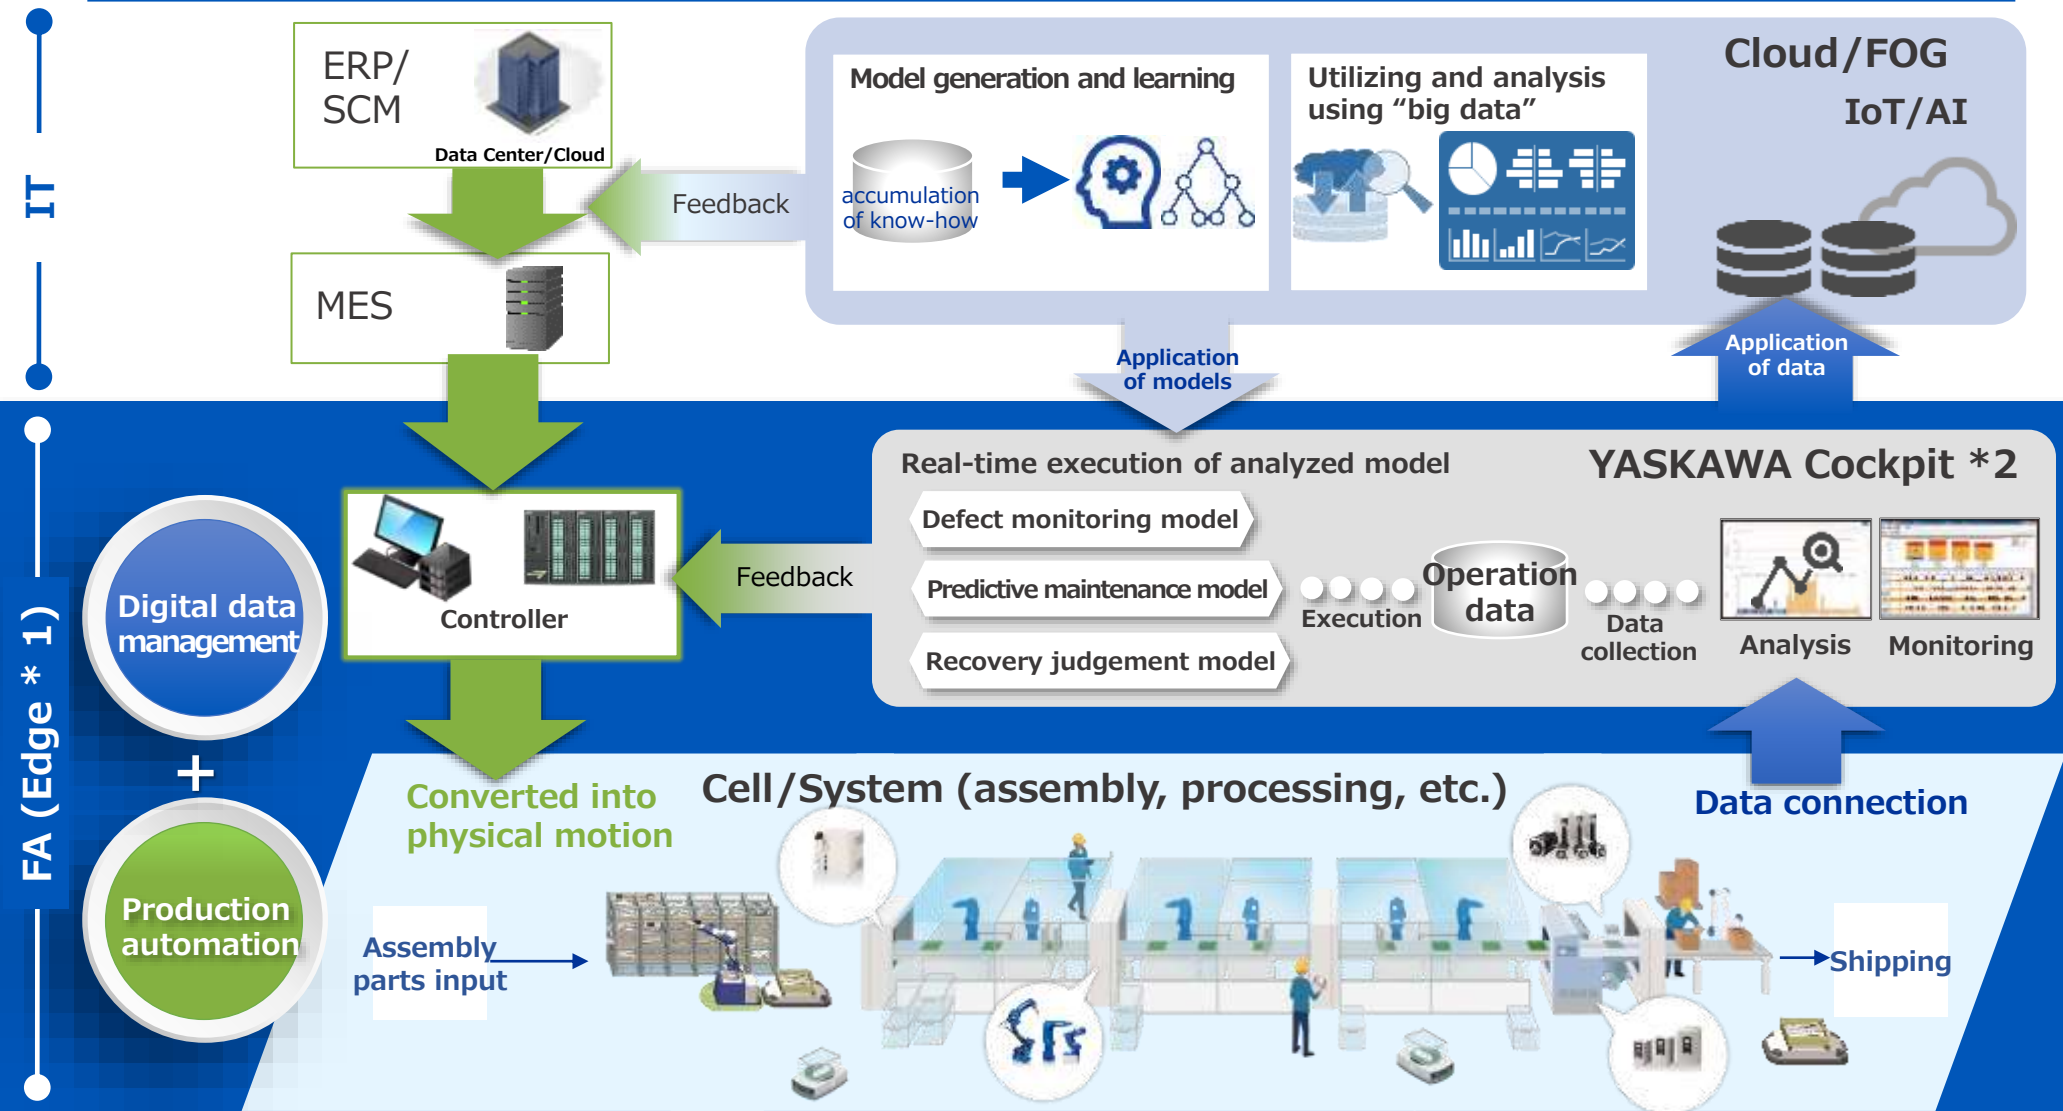 IT
ERP/
SCM
Data Center/Cloud
Feedback
MES
Model generation and learning
accumulation
of know-how
Utilizing and analysis
using “big data”
Cloud/FOG
IoT/AI
Application
of models
Application
of data
FA (Edge * 1)
Digital data
management
+
Production
automation
Controller
Feedback
Real-time execution of analyzed model
YASKAWA Cockpit *2
Defect monitoring model
Predictive maintenance model
Recovery judgement model
Execution
Operation
data
Data
collection
Analysis
Monitoring
Converted into
physical motion
Cell/System (assembly, processing, etc.)
Data connection
Assembly
parts input
Shipping